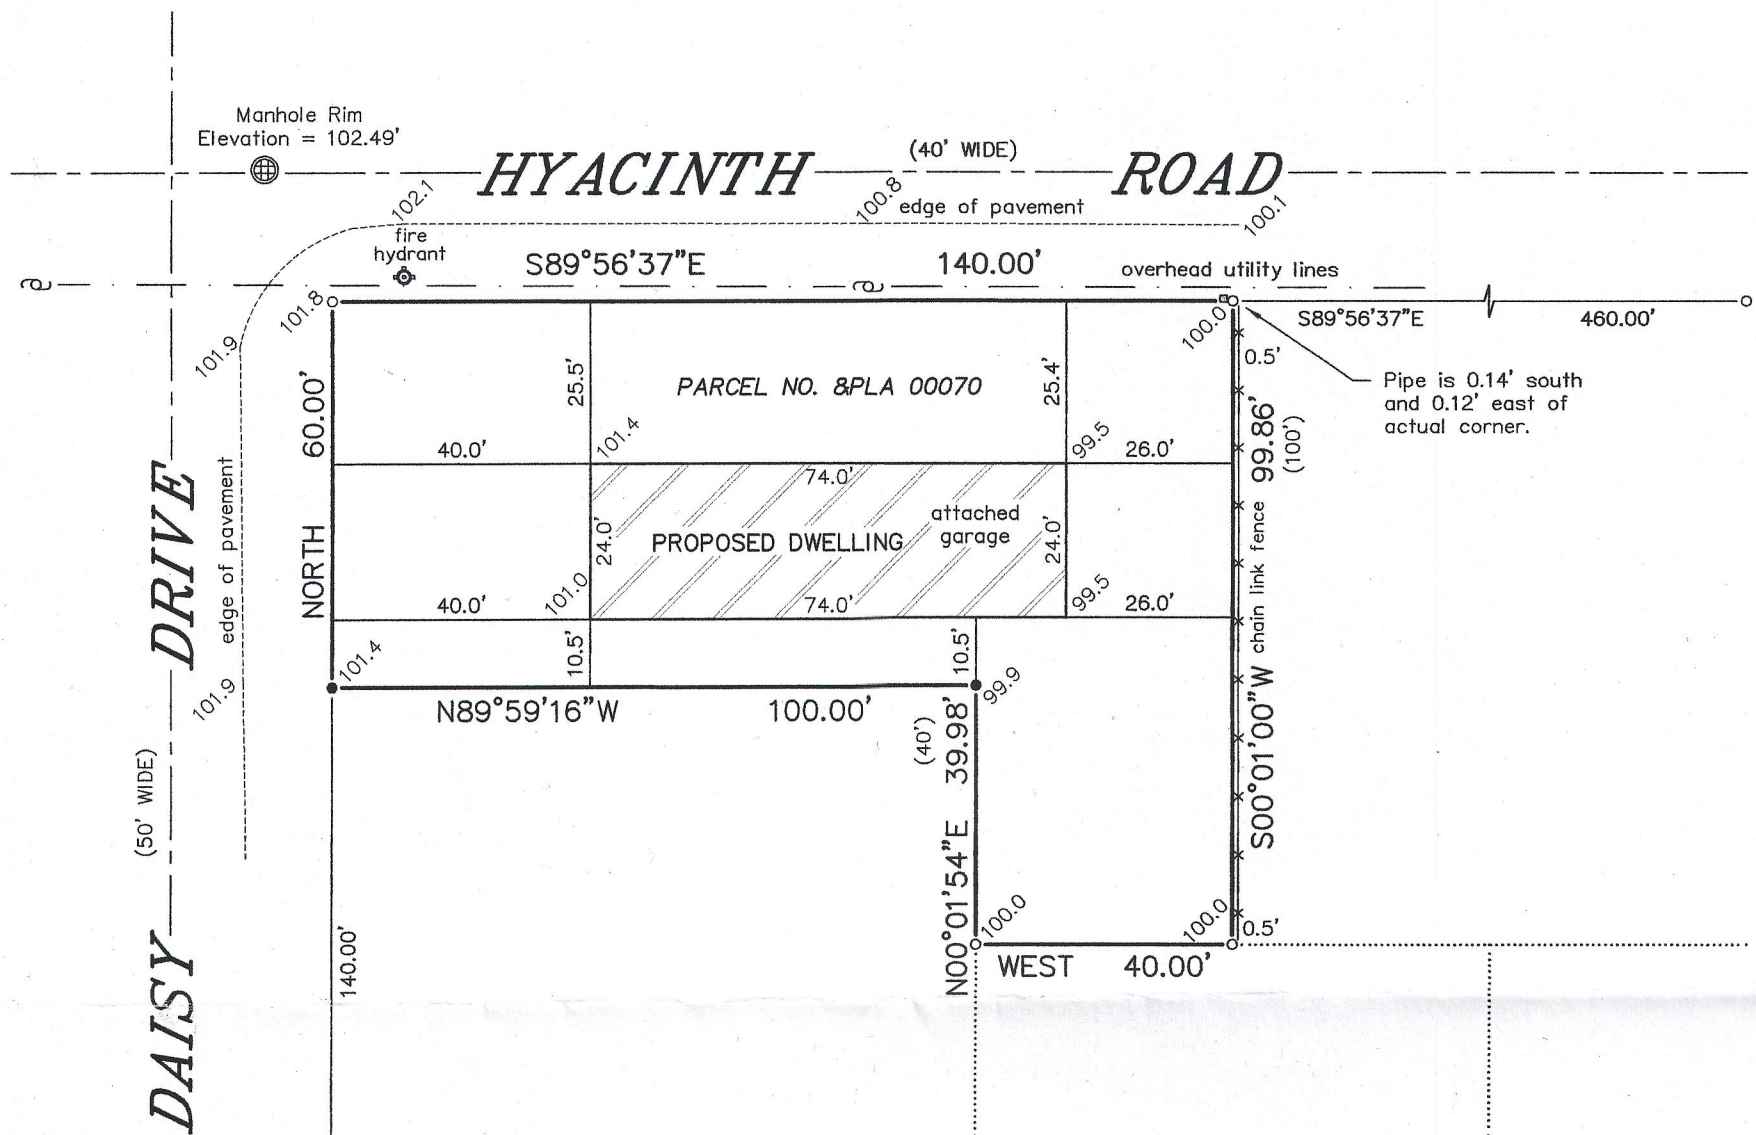 Manhole Rim
Elevation = 102.49'
HYACINTH (40' WIDE) ROAD
102.1
100.8
edge of pavement
100.1
fire
hydrant
S89°56'37"E 140.00'
overhead utility lines
101.8
100.0
S89°56'37"E 460.00'
0.5'
Pipe is 0.14' south
and 0.12' east of
actual corner.
101.9
NORTH 60.00'
25.5'
PARCEL NO. &PLA 00070
25.4'
99.86'
(100')
40.0'
101.4
74.0'
99.5
26.0'
edge of pavement
24.0'
PROPOSED DWELLING
attached
garage
24.0'
chain link fence
40.0'
101.0
74.0'
99.5
26.0'
101.4
10.5'
10.5'
99.9
S00°01'00"W
101.9
N89°59'16"W 100.00'
(40')
N00°01'54"E 39.98'
DAISY DRIVE
(50' WIDE)
140.00'
100.0
100.0
0.5'
WEST 40.00'